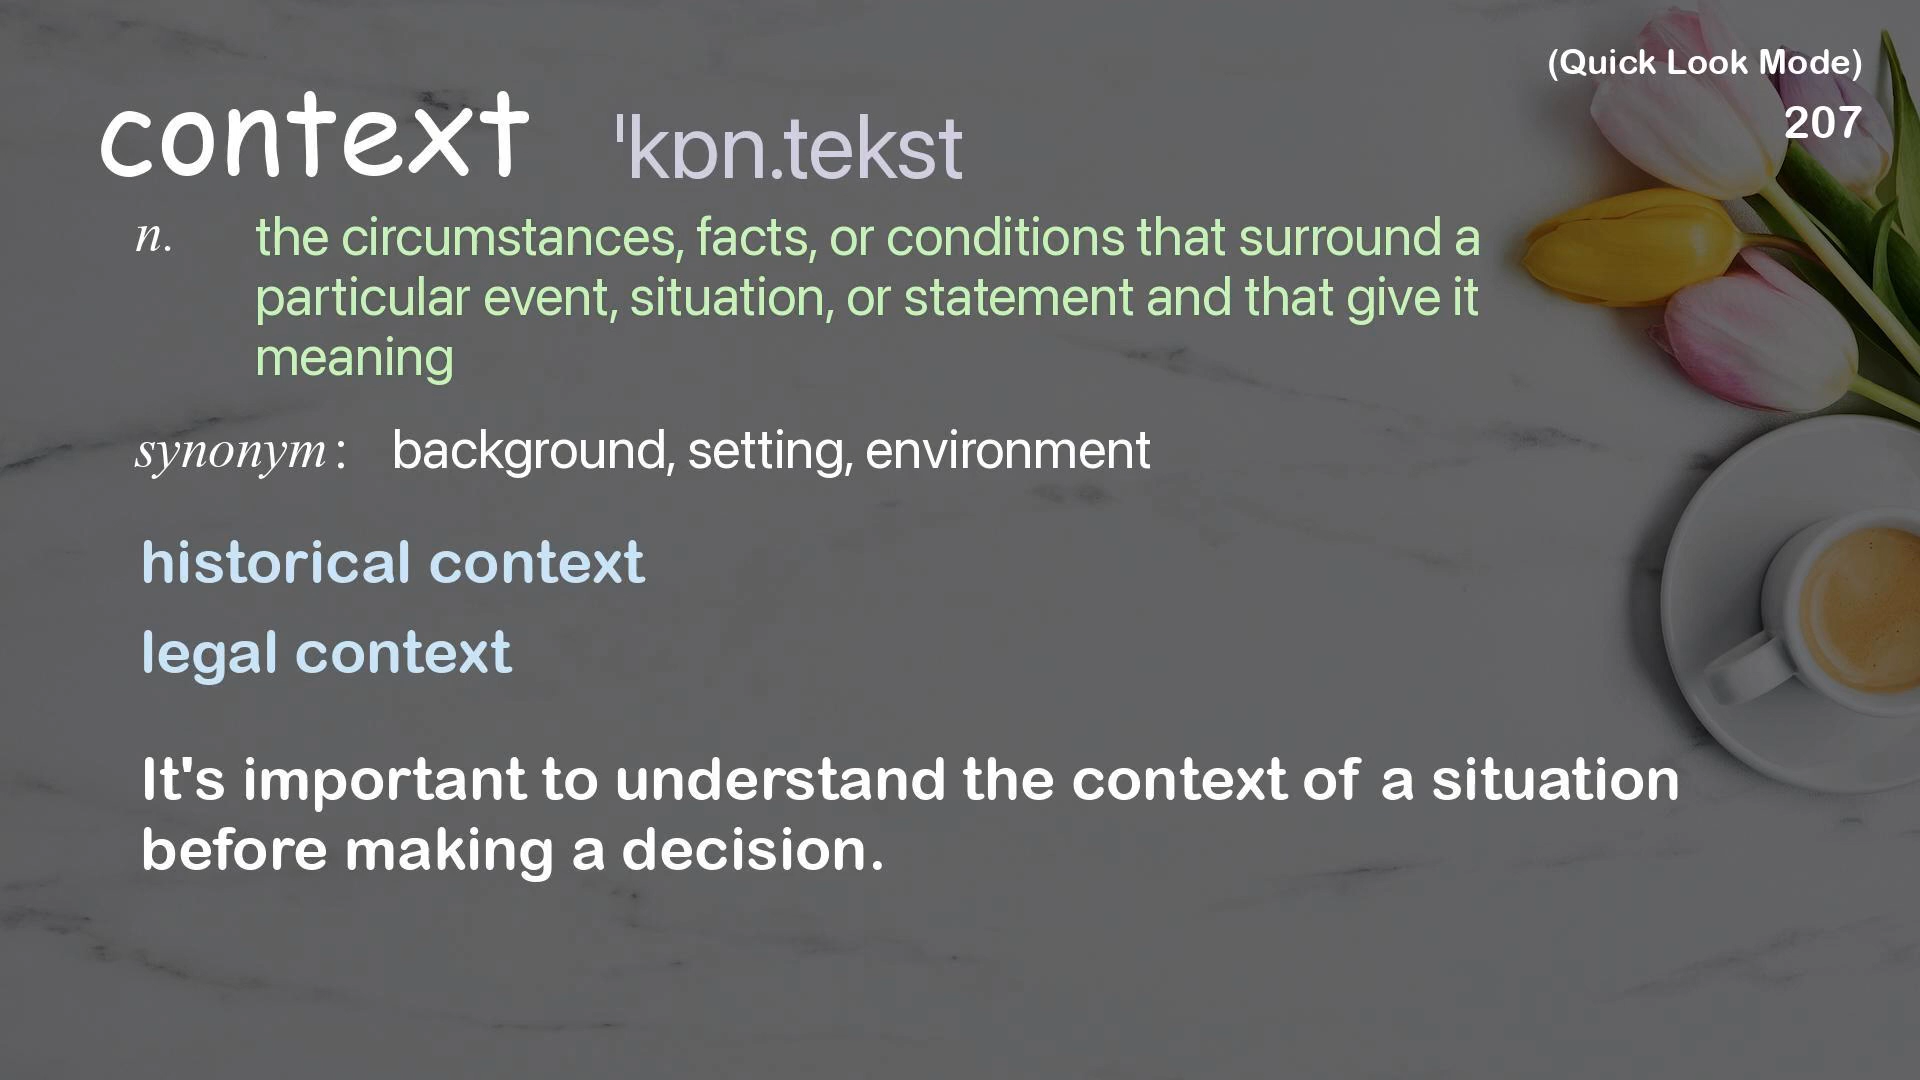 (Quick Look Mode)
207
context ˈkɒn.tekst
n. the circumstances, facts, or conditions that surround a
particular event, situation, or statement and that give it
meaning
synonym: background, setting, environment
historical context
legal context
It's important to understand the context of a situation
before making a decision.